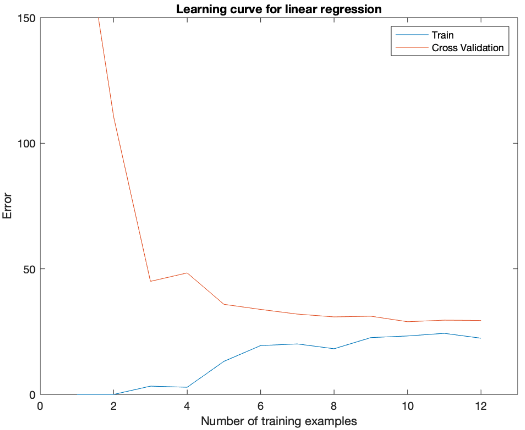 Learning curve for linear regression
150
Train
Cross Validation
100
Error
50
0
0 2 4 6 8 10 12
Number of training examples